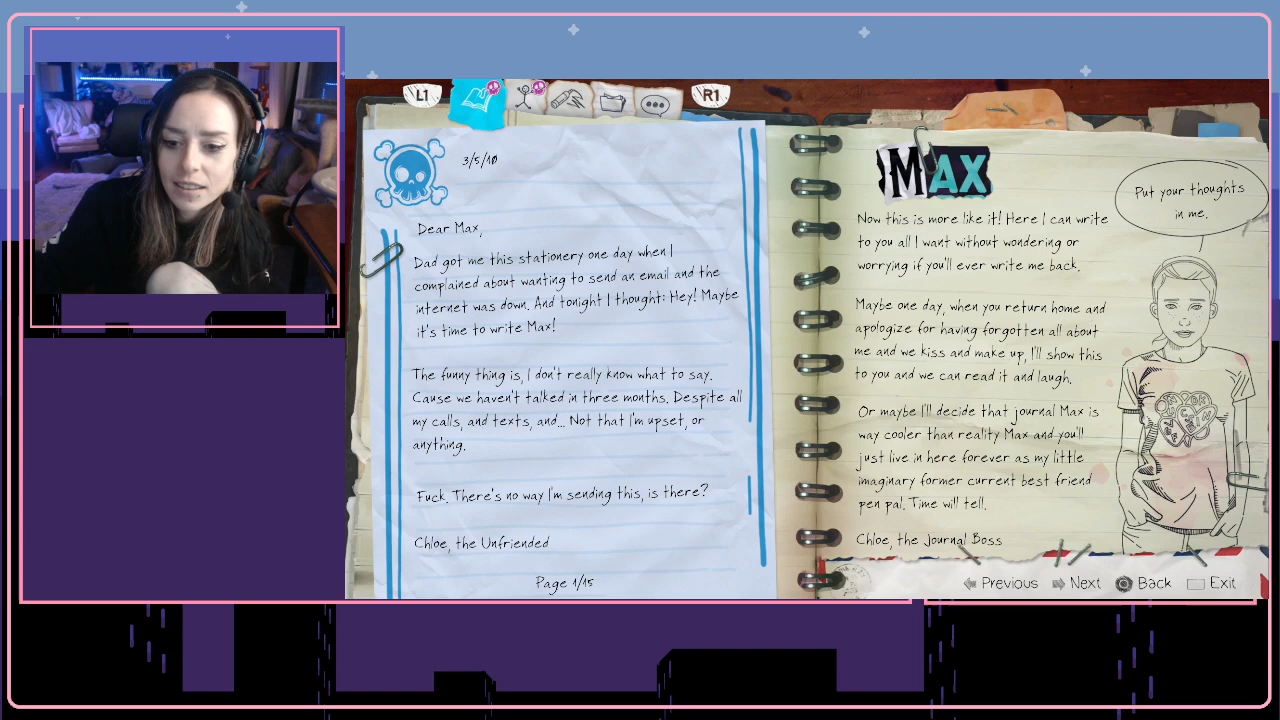 L1
R1
3/5/10
Dear Max,
Dad got me this stationery one day when I
complained about wanting to send an email and the
internet was down. And tonight I thought: Hey! Maybe
it's time to write Max!
The funny thing is, I don't really know what to say.
Cause we haven't talked in three months. Despite all
my calls, and texts, and... Not that I'm upset, or
anything.
Fuck. There's no way I'm sending this, is there?
Chloe, the Unfriended
Page 1/15
MAX
Put your thoughts
in me.
Now this is more like it! Here I can write
to you all I want without wondering or
worrying if you'll ever write me back.
Maybe one day, when you return home and
apologize for having forgotten all about
me and we kiss and make up, I'll show this
to you and we can read it and laugh.
Or maybe I'll decide that journal Max is
way cooler than reality Max and you'll
just live in here forever as my little
imaginary former current best friend
pen pal. Time will tell.
Chloe, the Journal Boss
Previous
Next
Back
Exit